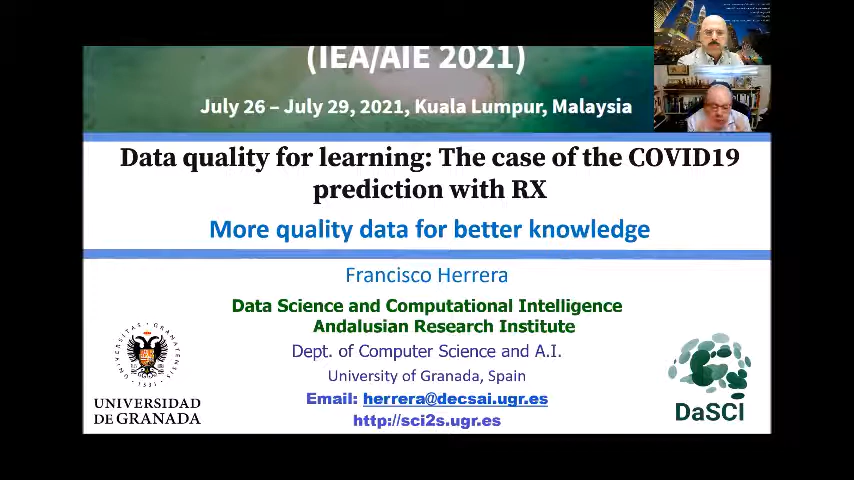 (IEA/AIE 2021)
July 26 – July 29, 2021, Kuala Lumpur, Malaysia
Data quality for learning: The case of the COVID19
prediction with RX
More quality data for better knowledge
Francisco Herrera
Data Science and Computational Intelligence
Andalusian Research Institute
Dept. of Computer Science and A.I.
University of Granada, Spain
Email: herrera@decsai.ugr.es
http://sci2s.ugr.es
UNIVERSIDAD
DE GRANADA
DaSCI